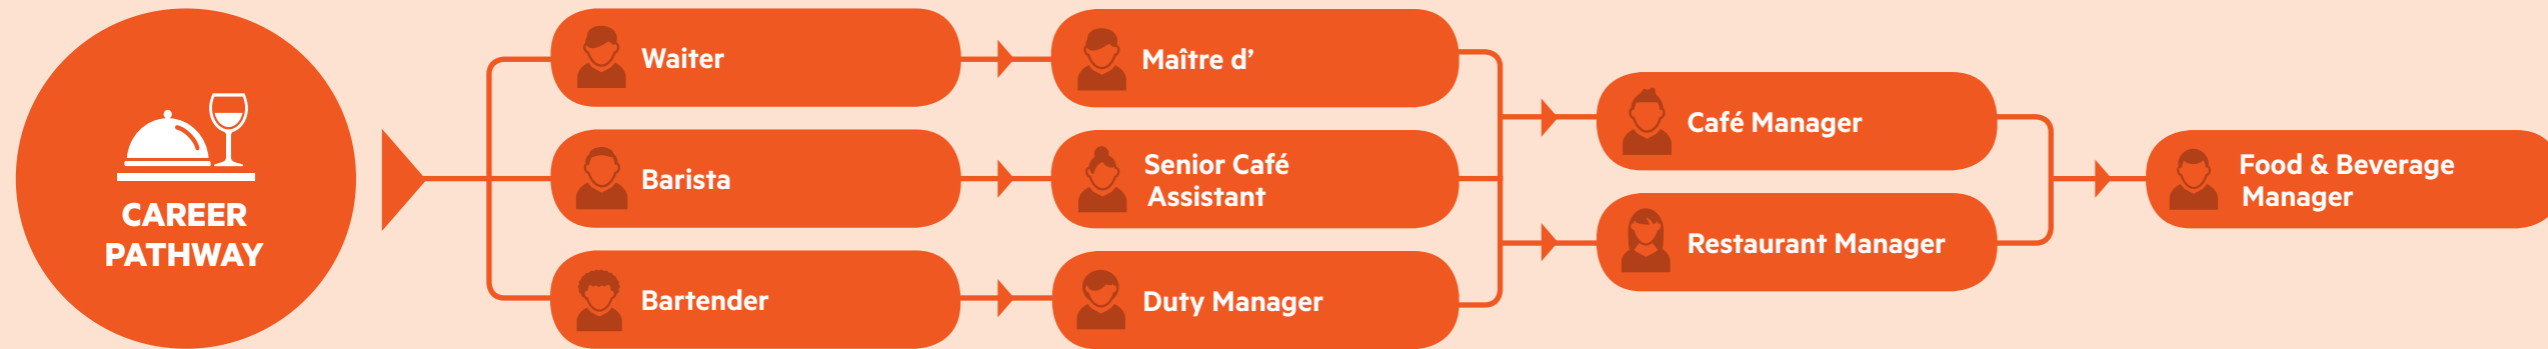 CAREER
PATHWAY
Waiter
Barista
Bartender
Maître d’
Senior Café
Assistant
Duty Manager
Café Manager
Restaurant Manager
Food & Beverage
Manager